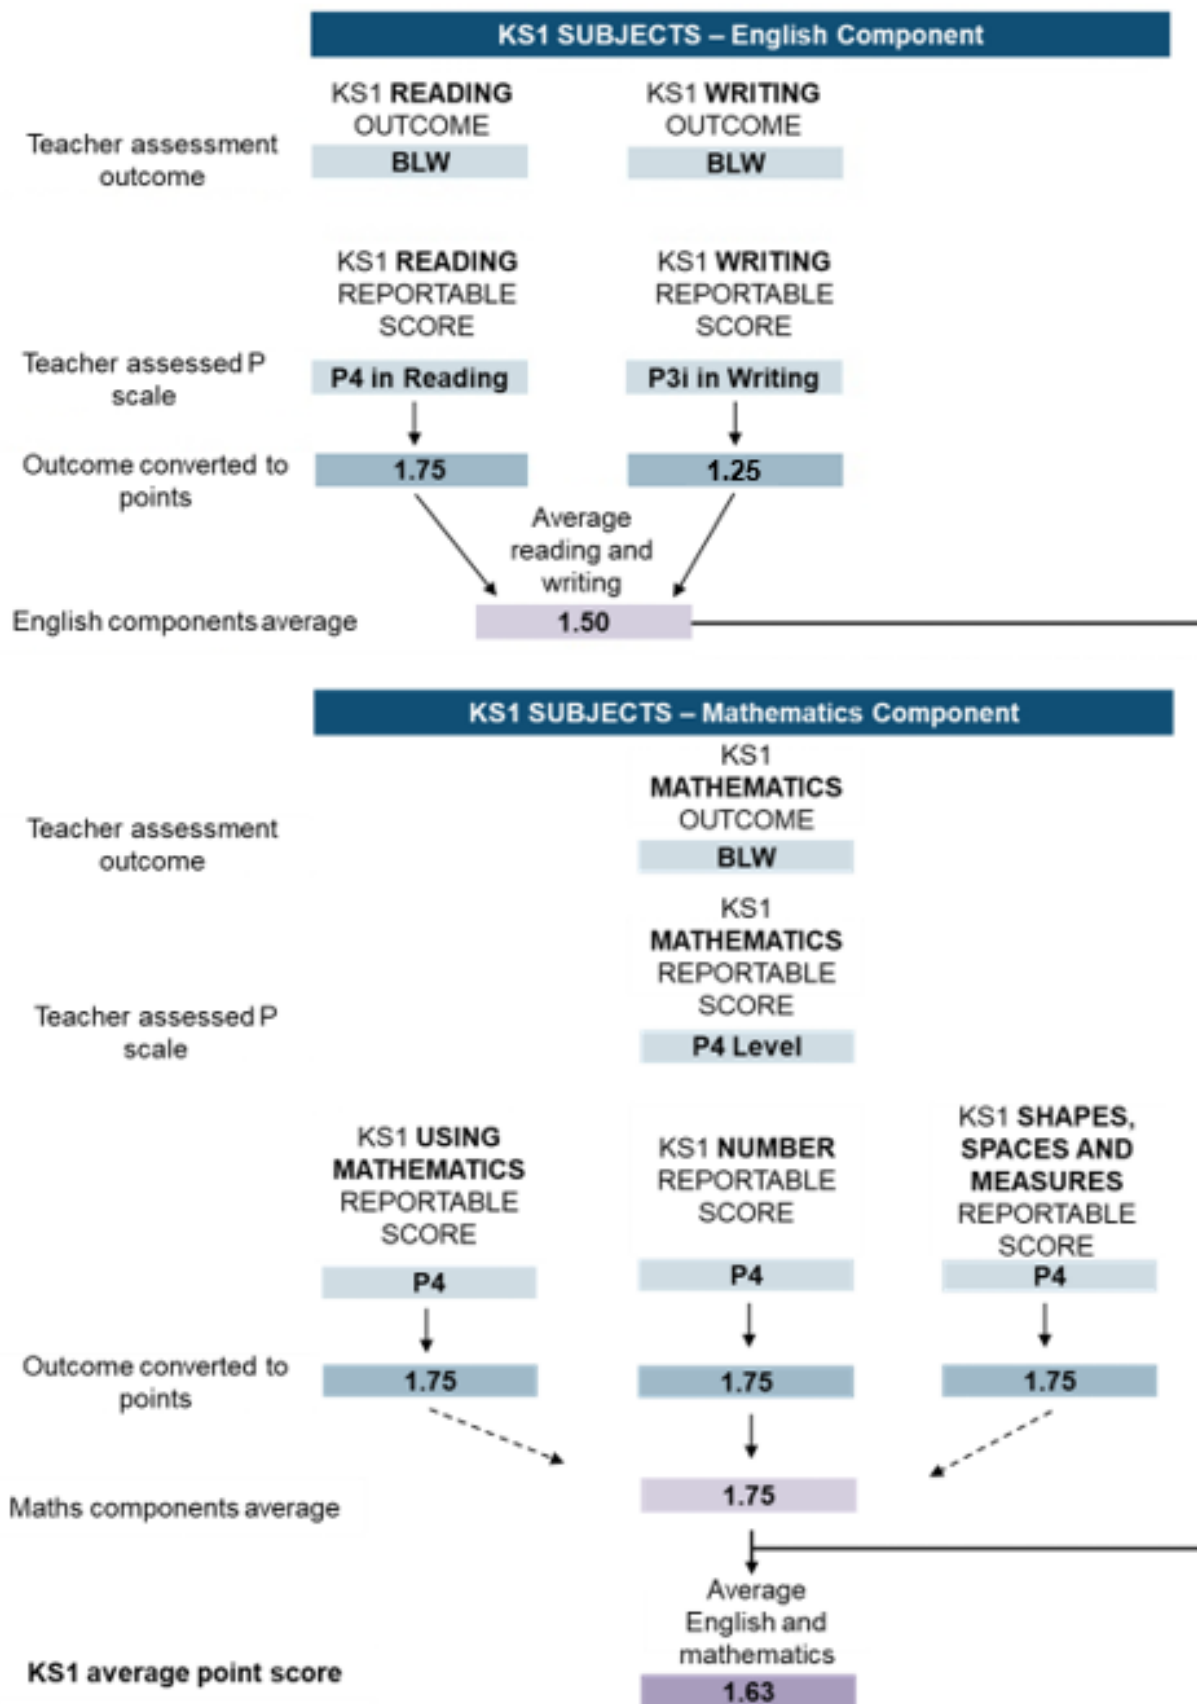 KS1 SUBJECTS – English Component
KS1 READING
OUTCOME
KS1 WRITING
OUTCOME
Teacher assessment
outcome
BLW
BLW
KS1 READING
REPORTABLE
SCORE
KS1 WRITING
REPORTABLE
SCORE
Teacher assessed P
scale
P4 in Reading
P3i in Writing
Outcome converted to
points
1.75
1.25
Average
reading and
writing
English components average
1.50
KS1 SUBJECTS – Mathematics Component
KS1
MATHEMATICS
OUTCOME
Teacher assessment
outcome
BLW
KS1
MATHEMATICS
REPORTABLE
SCORE
Teacher assessed P
scale
P4 Level
KS1 USING
MATHEMATICS
REPORTABLE
SCORE
KS1 NUMBER
REPORTABLE
SCORE
KS1 SHAPES,
SPACES AND
MEASURES
REPORTABLE
SCORE
P4
P4
P4
Outcome converted to
points
1.75
1.75
1.75
Maths components average
1.75
Average
English and
mathematics
KS1 average point score
1.63